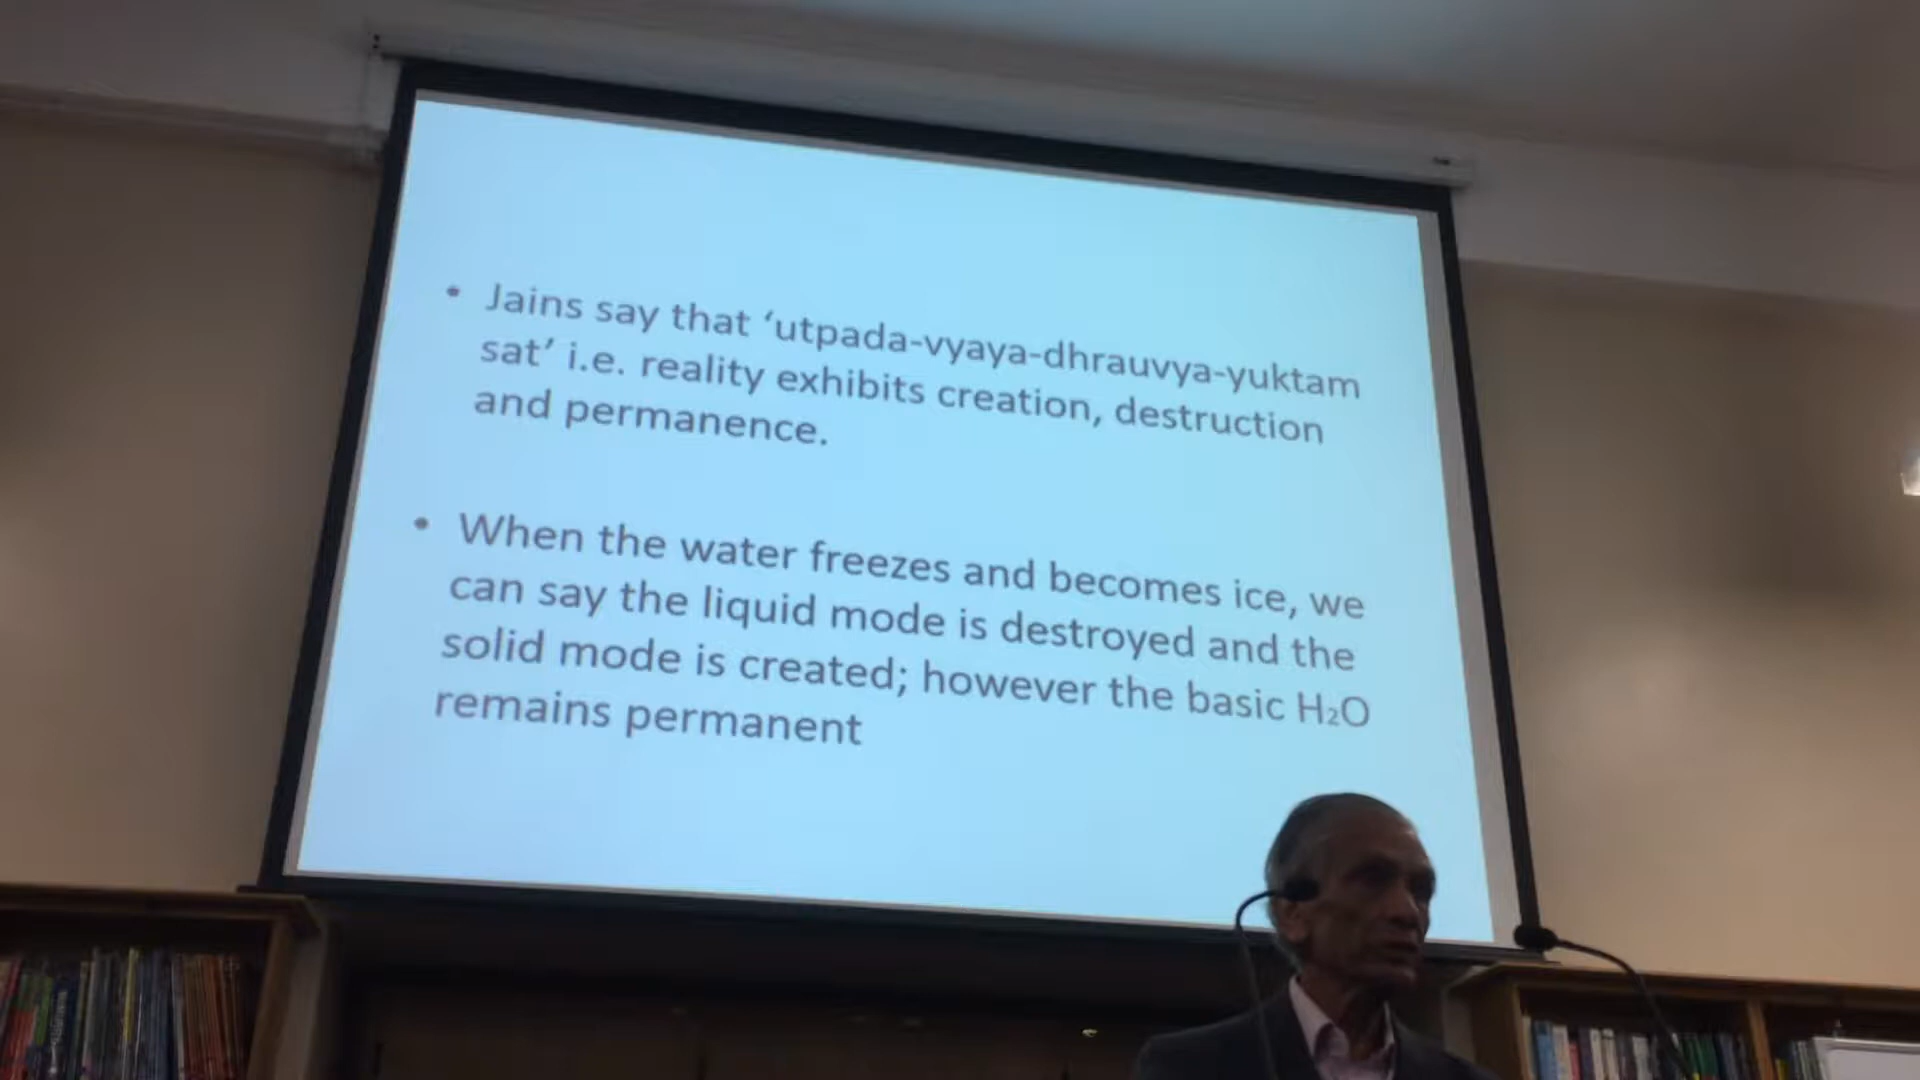 • Jains say that ‘utpada-vyaya-dhrauvya-yuktam
sat’ i.e. reality exhibits creation, destruction
and permanence.
• When the water freezes and becomes ice, we
can say the liquid mode is destroyed and the
solid mode is created; however the basic H₂O
remains permanent